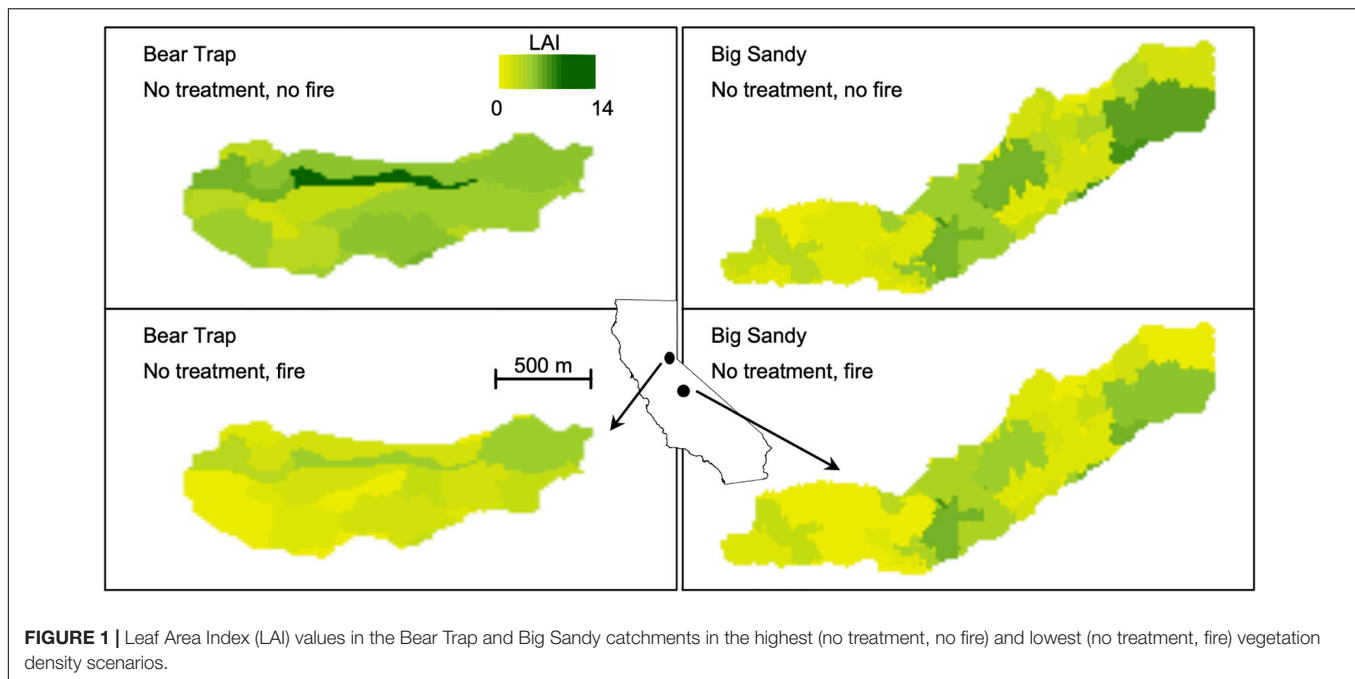 Bear Trap
No treatment, no fire
LAI
0 14
Big Sandy
No treatment, no fire
Bear Trap
No treatment, fire
500 m
Big Sandy
No treatment, fire
FIGURE 1 | Leaf Area Index (LAI) values in the Bear Trap and Big Sandy catchments in the highest (no treatment, no fire) and lowest (no treatment, fire) vegetation
density scenarios.